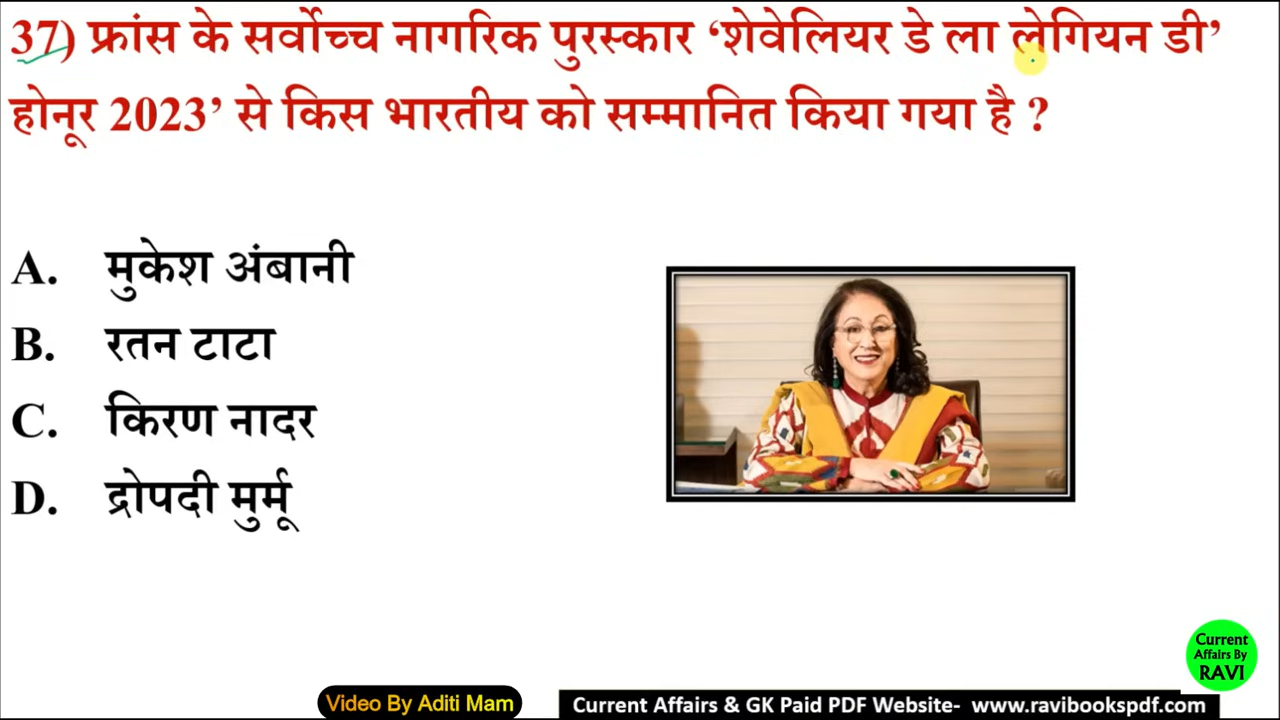 37) फ्रांस के सर्वोच्च नागरिक पुरस्कार ‘शेवेलियर डे ला लेगियन डी’
होनूर 2023’ से किस भारतीय को सम्मानित किया गया है ?
A. मुकेश अंबानी
B. रतन टाटा
C. किरण नादर
D. द्रोपदी मुर्मू
Current
Affairs By
RAVI
Video By Aditi Mam
Current Affairs & GK Paid PDF Website- www.ravibookspdf.com